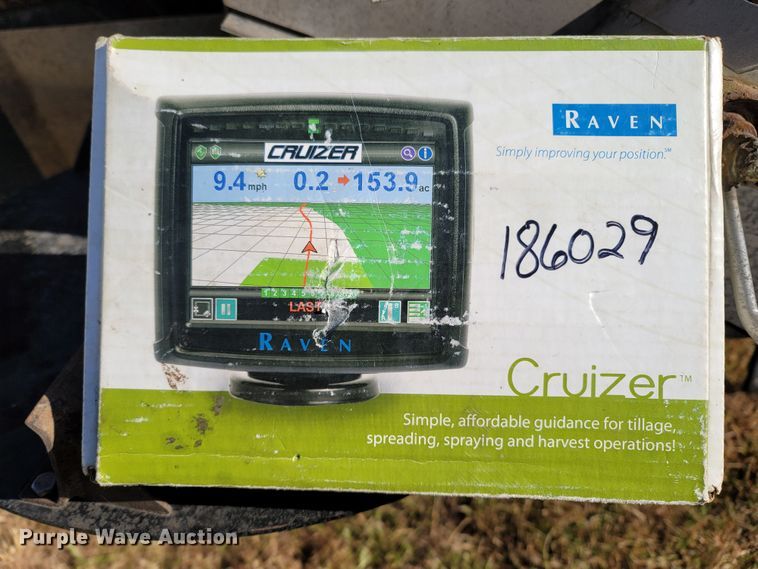 RAVEN
Simply improving your position.℠
CRUIZER
9.4 mph 0.2 153.9 ac
186029
RAVEN
Cruizer™
Simple, affordable guidance for tillage,
spreading, spraying and harvest operations!
Purple Wave Auction